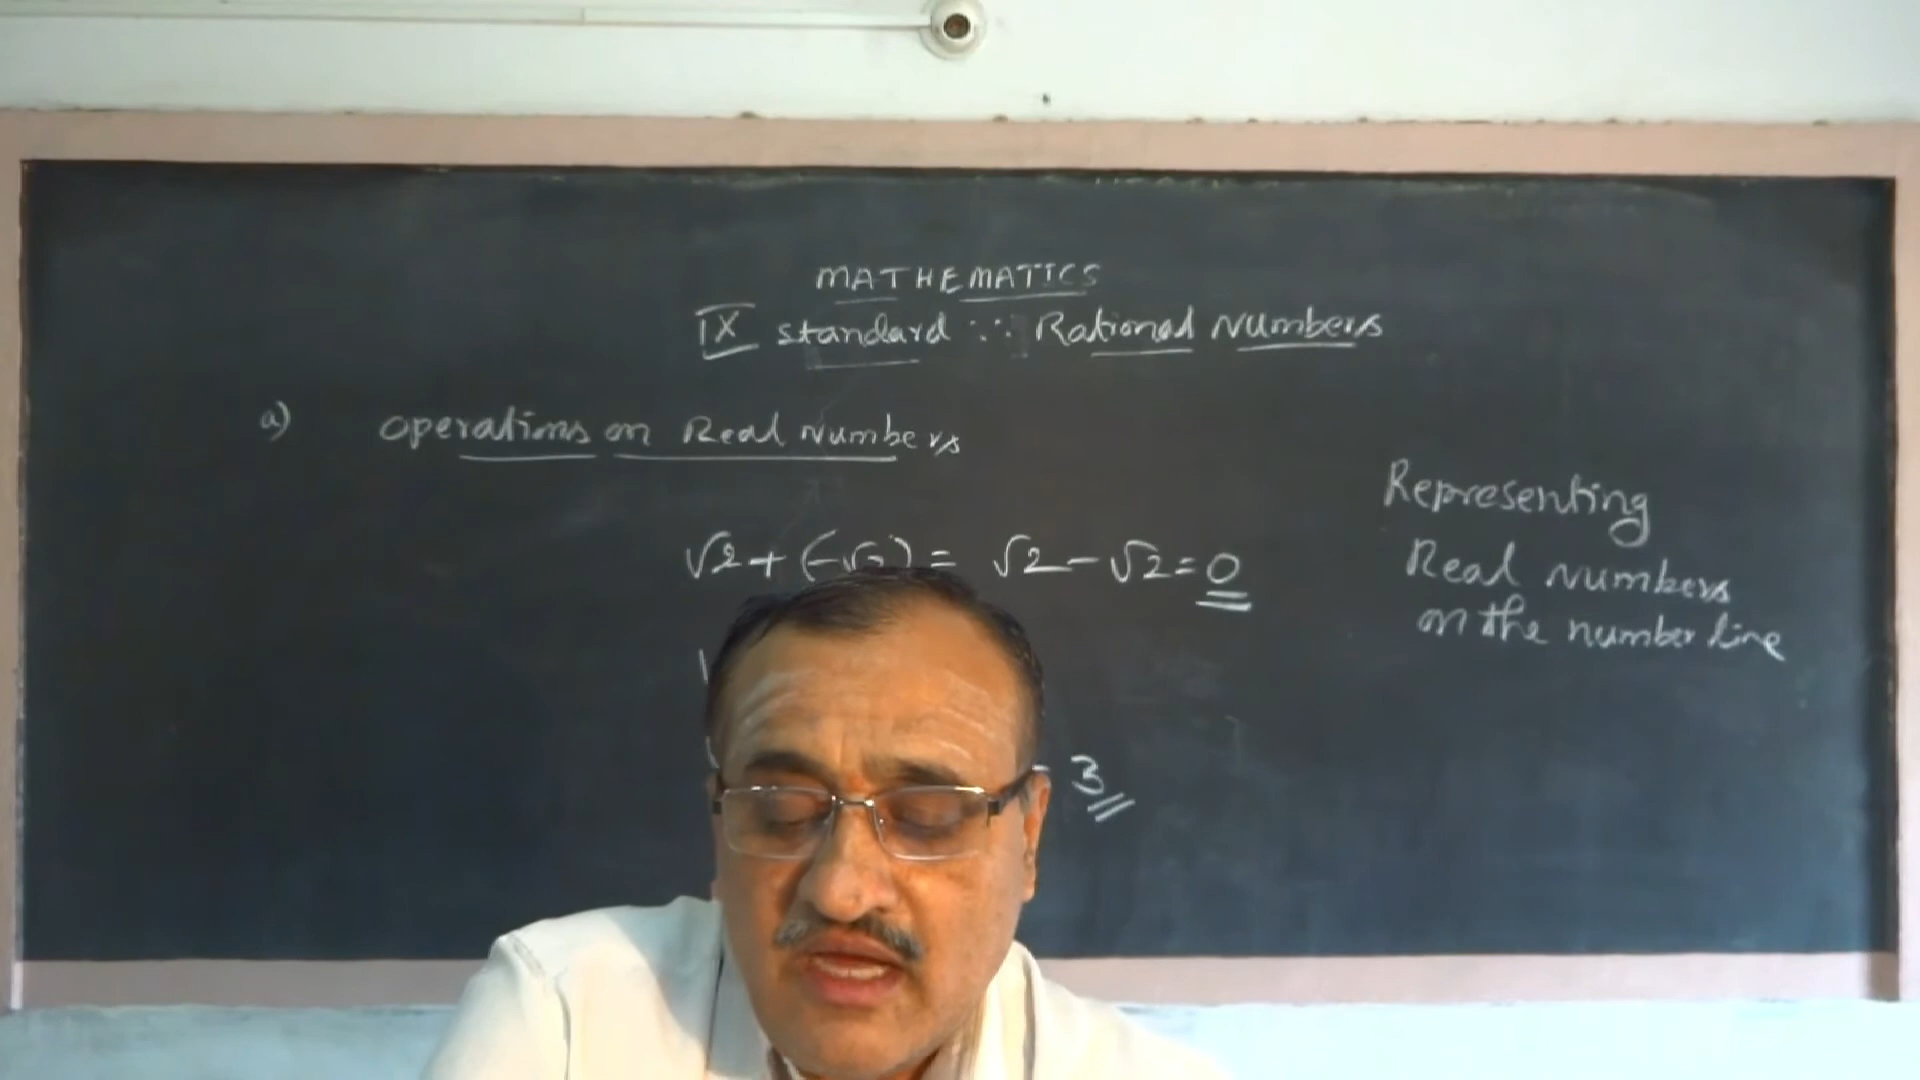 MATHEMATICS
IX standard ∵ Rational Numbers
a) operations on Real Numbers
√2 + (-√2) = √2 - √2 = 0
= 3
Representing
Real numbers
on the number line